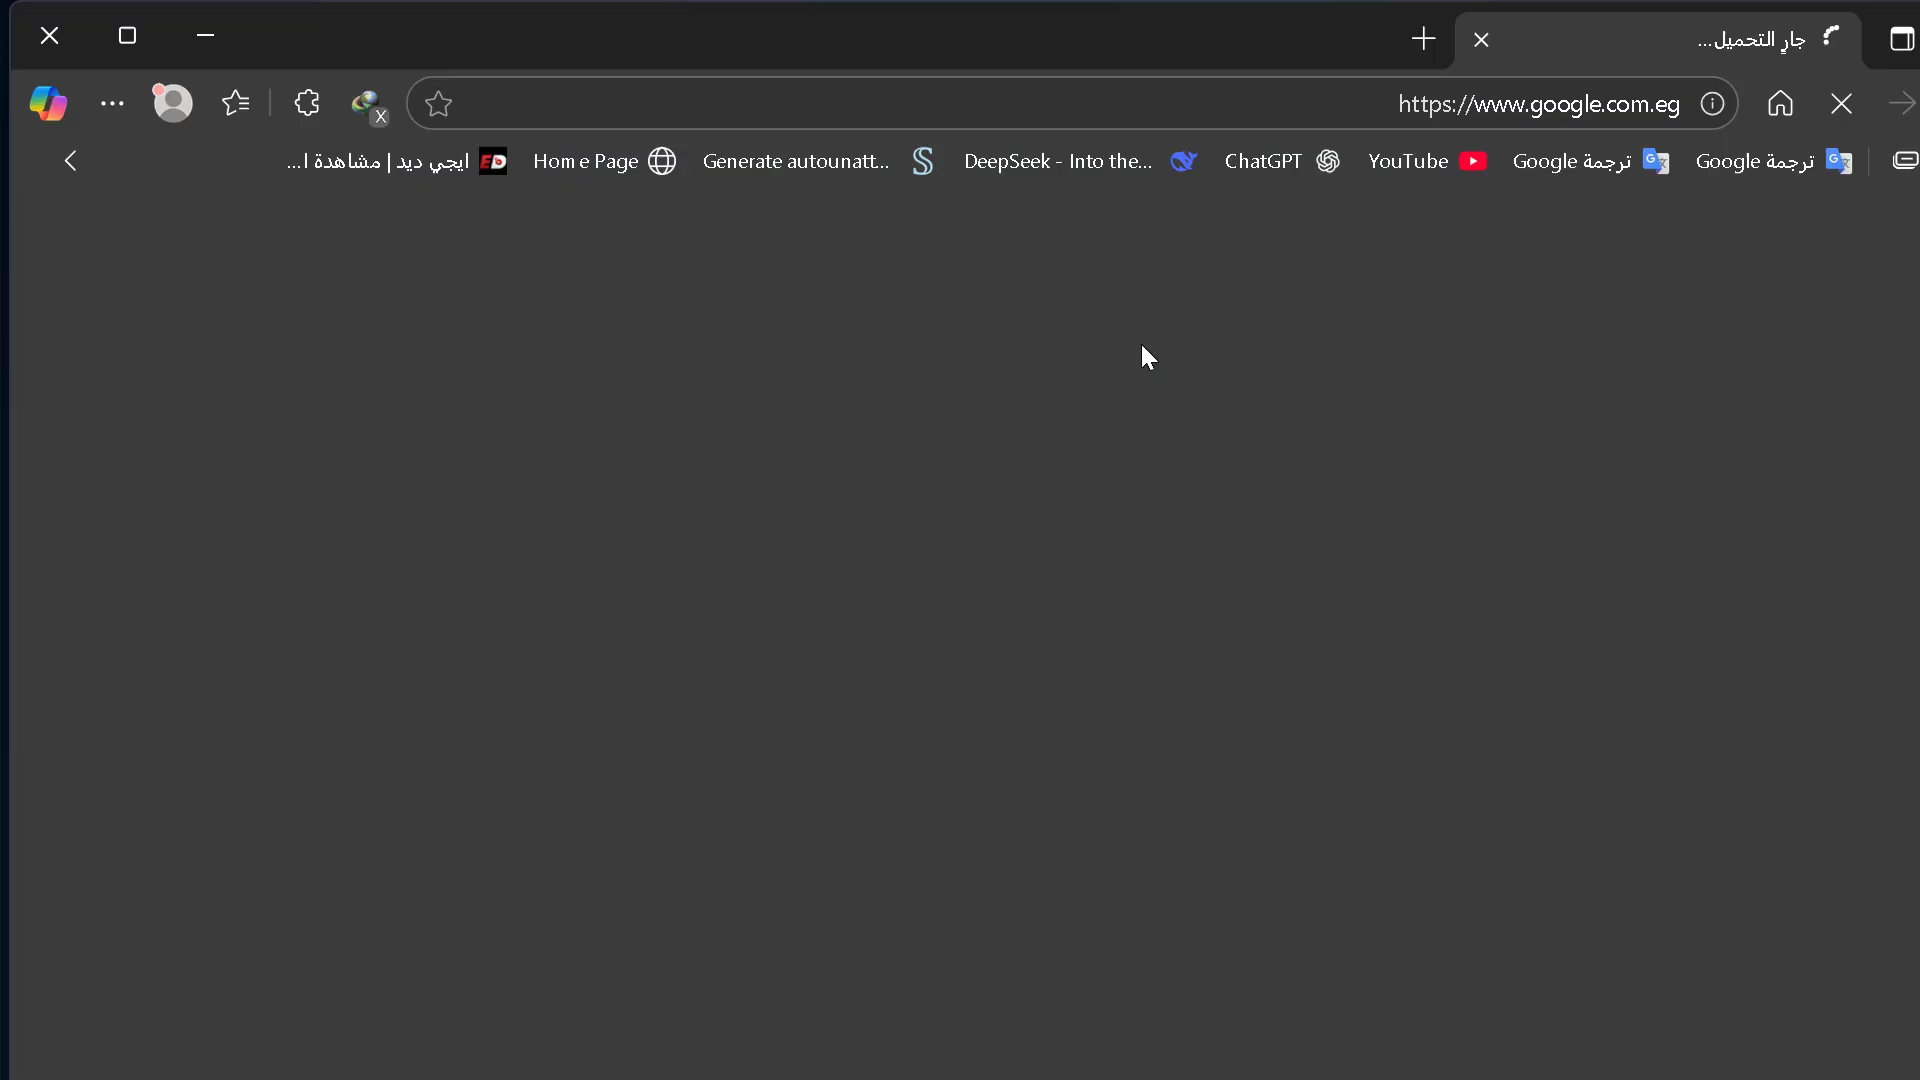 جارٍ التحميل...
https://www.google.com.eg
ترجمة Google
ترجمة Google
YouTube
ChatGPT
DeepSeek - Into the...
Generate autounatt...
Home Page
ايجي ديد | مشاهدة ا...